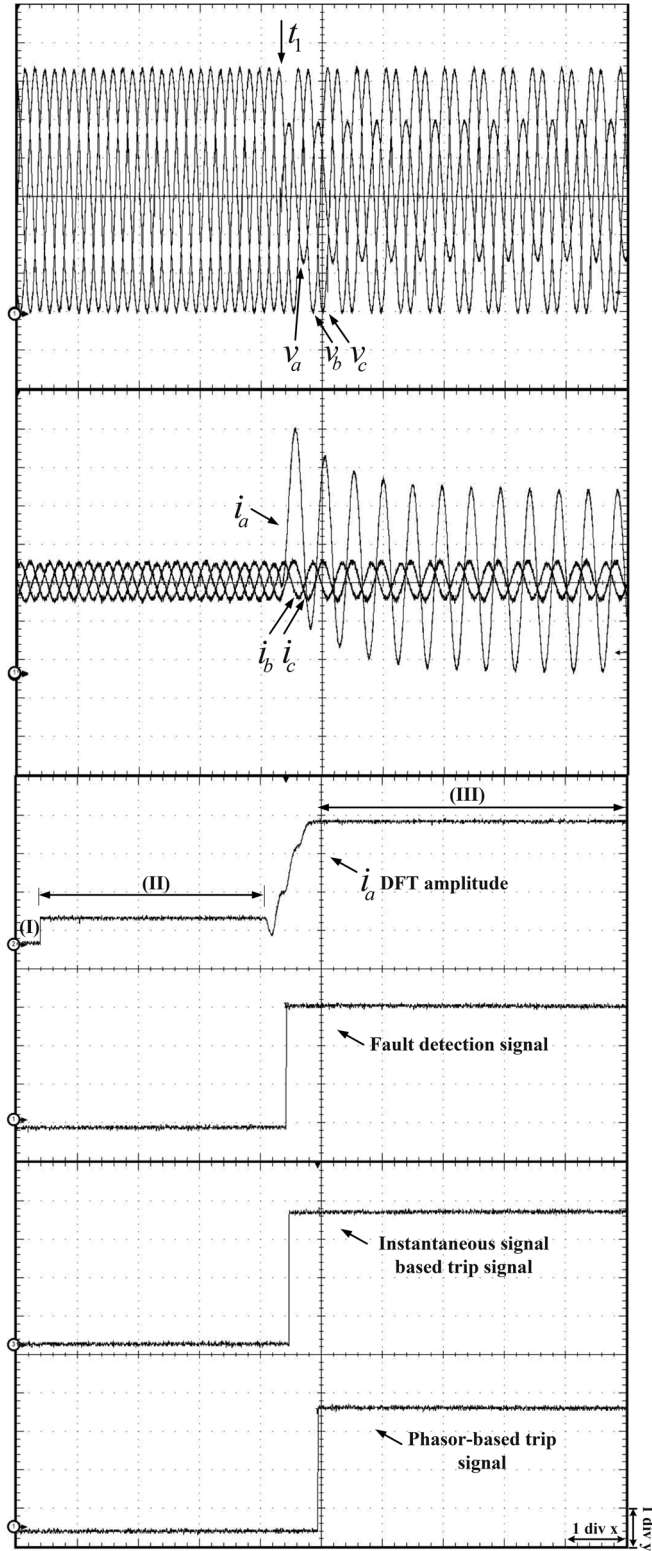 t1
va vb vc
ia
ib ic
(III)
(II)
ia DFT amplitude
(I)
2
Fault detection signal
Instantaneous signal
based trip signal
Phasor-based trip
signal
1 div x
1 div y